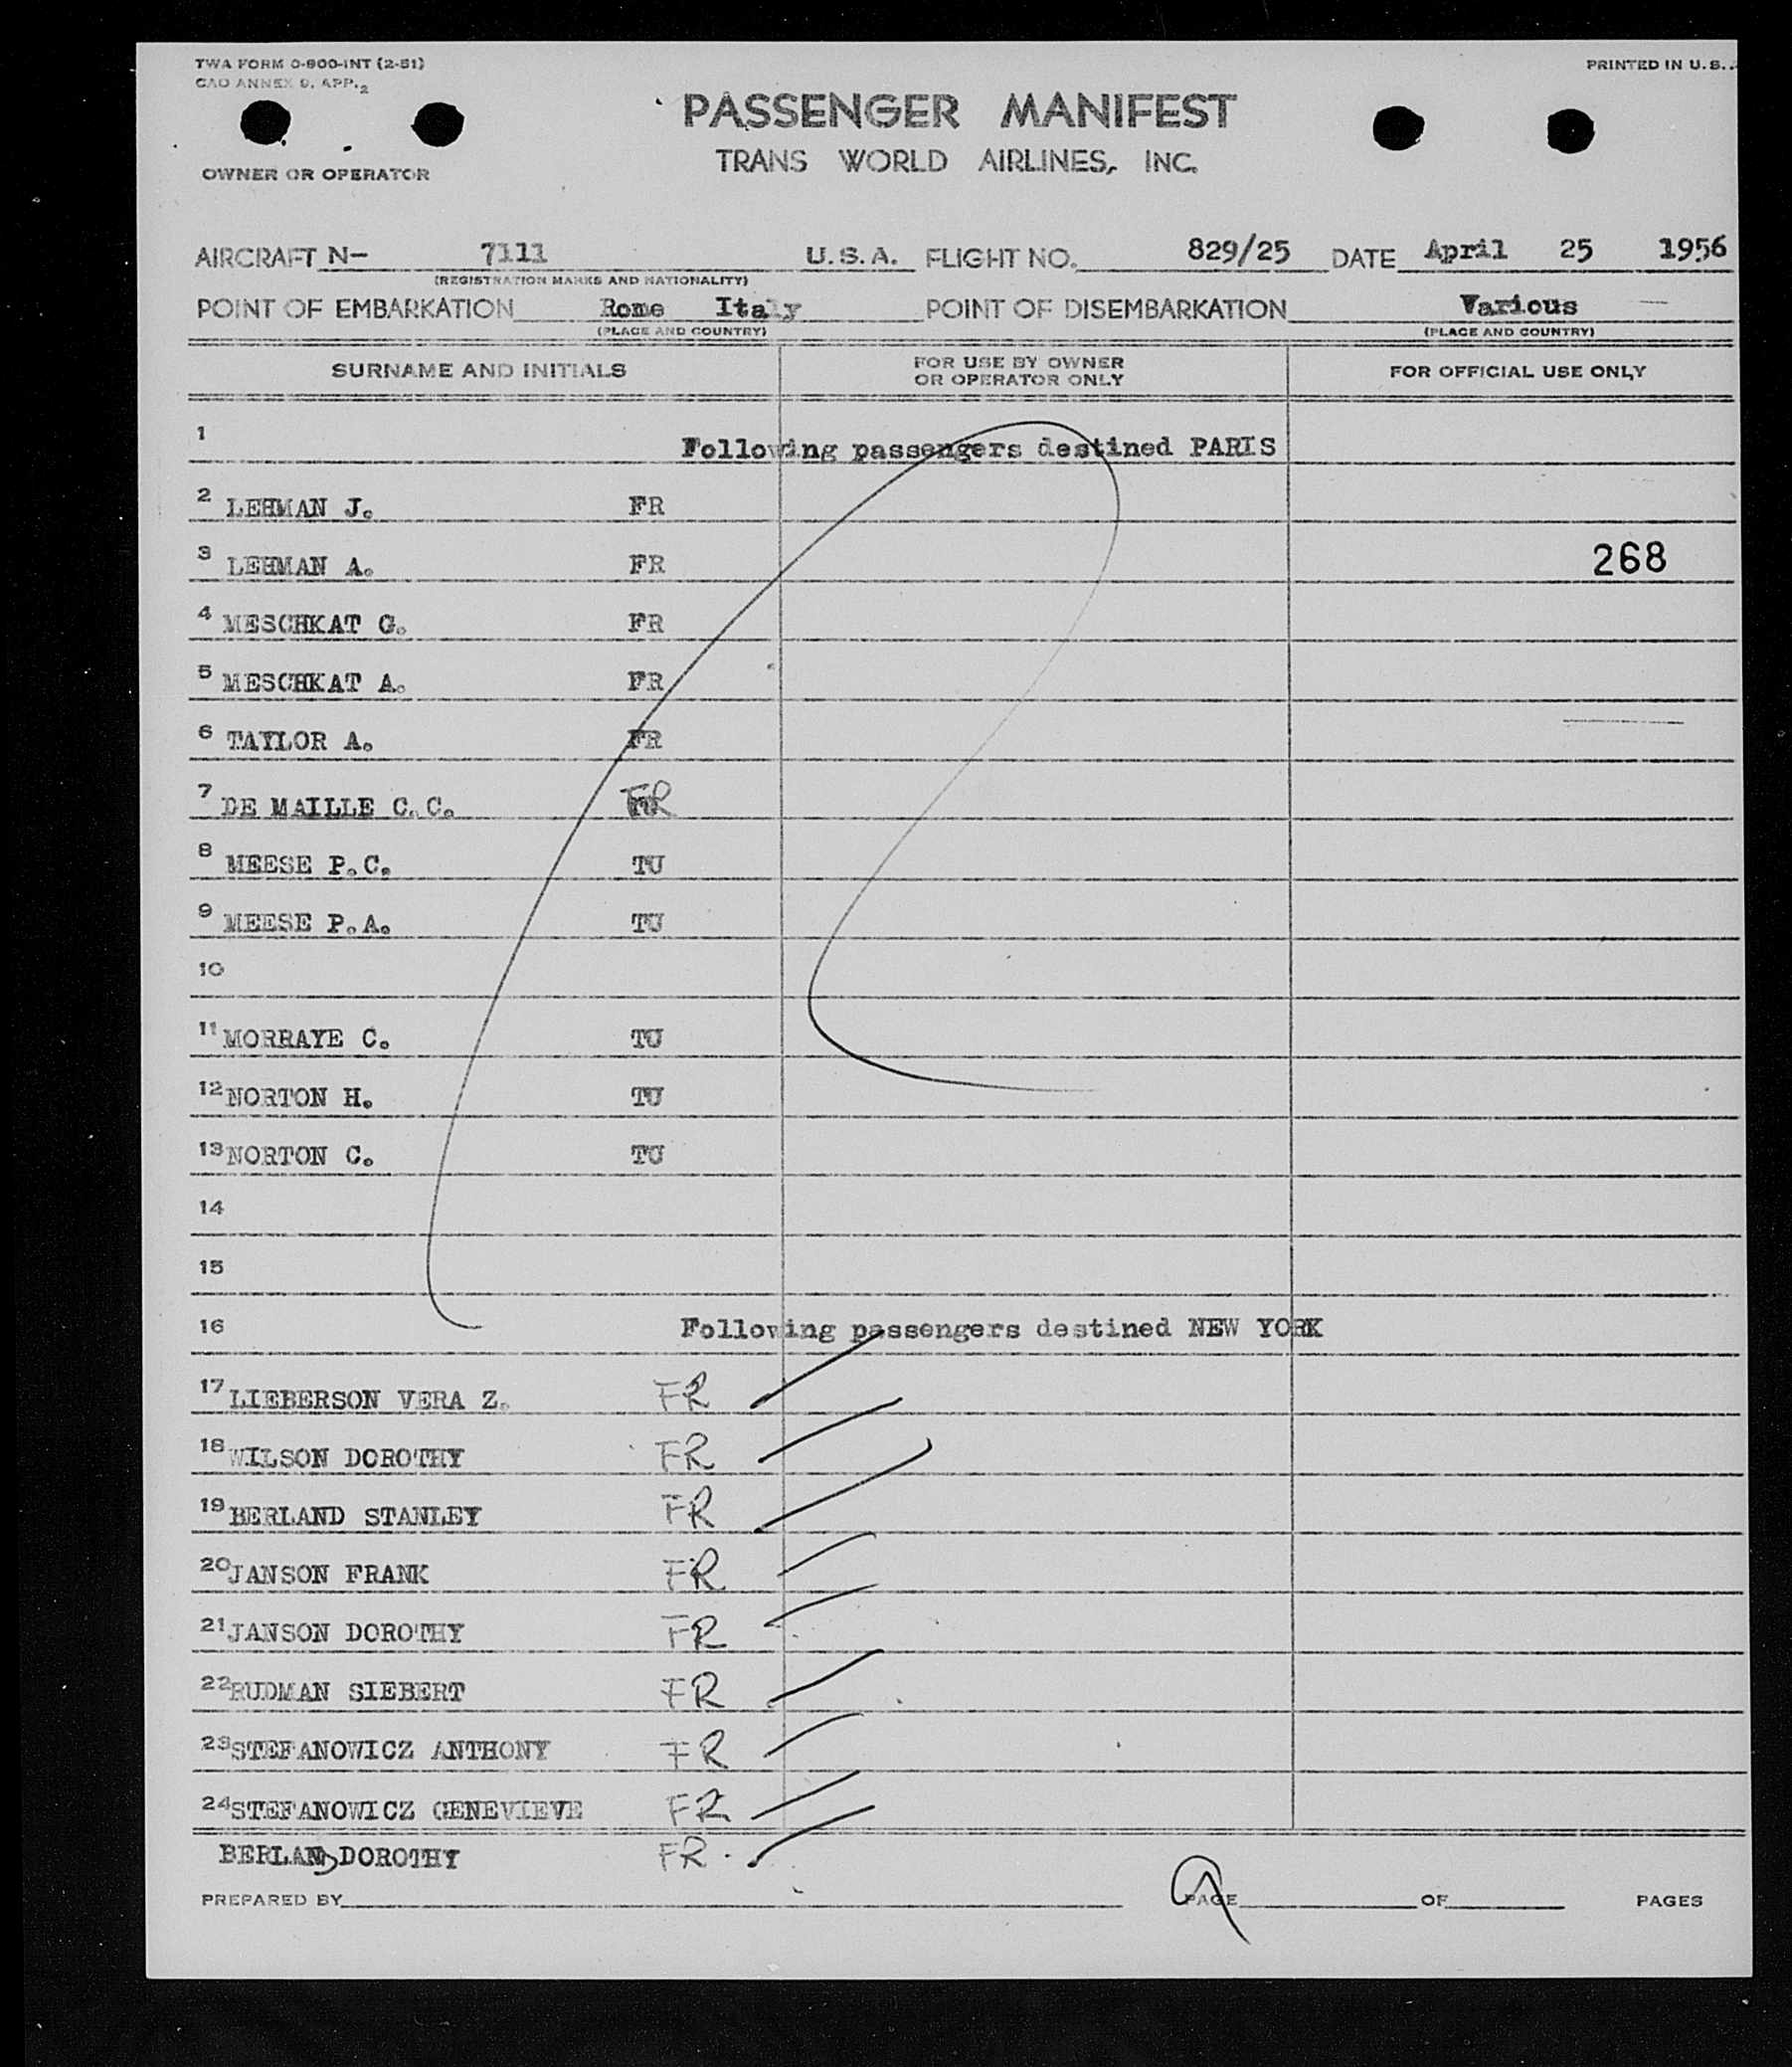 TWA FORM O-800-INT (2-51)
CAO ANNEX 9, APP. 2
PRINTED IN U.S.
PASSENGER MANIFEST
TRANS WORLD AIRLINES, INC.
OWNER OR OPERATOR
AIRCRAFT N- 7111 U.S.A. FLIGHT NO. 829/25 DATE April 25 1956
(REGISTRATION MARKS AND NATIONALITY)
POINT OF EMBARKATION Rome Italy POINT OF DISEMBARKATION Various
(PLACE AND COUNTRY) (PLACE AND COUNTRY)
SURNAME AND INITIALS FOR USE BY OWNER OR OPERATOR ONLY FOR OFFICIAL USE ONLY
1 Following passengers destined PARIS
2 LEHMAN J. FR
3 LEHMAN A. FR 268
4 MESCHKAT G. FR
5 MESCHKAT A. FR
6 TAYLOR A. FR
7 DE MAILLE C.C. FR
8 MEESE P.C. TU
9 MEESE P.A. TU
10
11 MORRAYE C. TU
12 NORTON H. TU
13 NORTON C. TU
14
15
16 Following passengers destined NEW YORK
17 LIEBERSON VERA Z. FR
18 WILSON DOROTHY FR
19 BERLAND STANLEY FR
20 JANSON FRANK FR
21 JANSON DOROTHY FR
22 RUDMAN SIEBERT FR
23 STEFANOWICZ ANTHONY FR
24 STEFANOWICZ GENEVIEVE FR
BERLAND DOROTHY FR
PREPARED BY PAGE OF PAGES